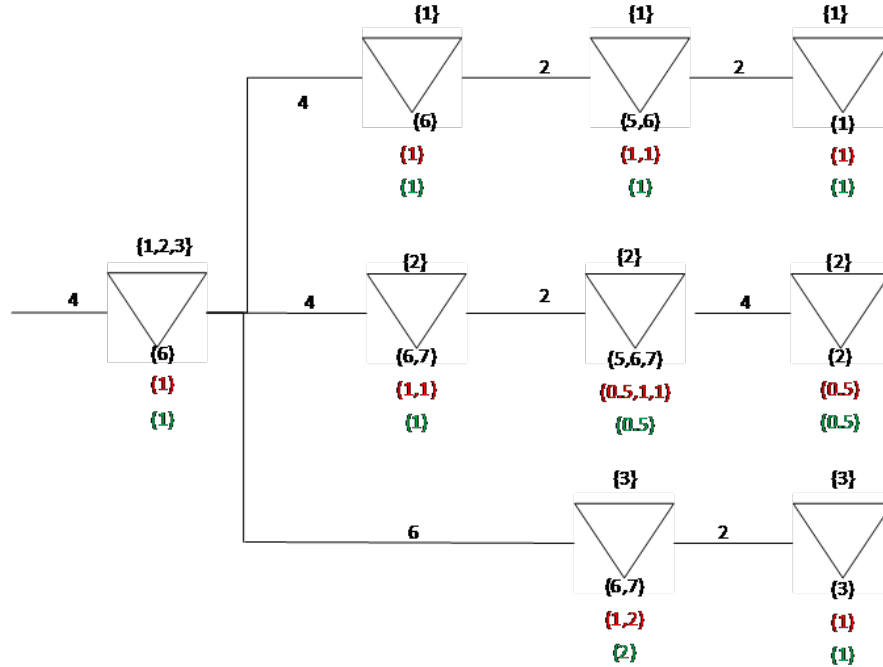 {1} {1} {1}
4 2 2
{6} {5,6} {1}
{1} {1,1} {1}
{1} {1} {1}
{1,2,3} {2} {2} {2}
4 4 2 4
{6} {6,7} {5,6,7} {2}
{1} {1,1} {0.5,1,1} {0.5}
{1} {1} {0.5} {0.5}
{3} {3}
6 2
{6,7} {3}
{1,2} {1}
{2} {1}